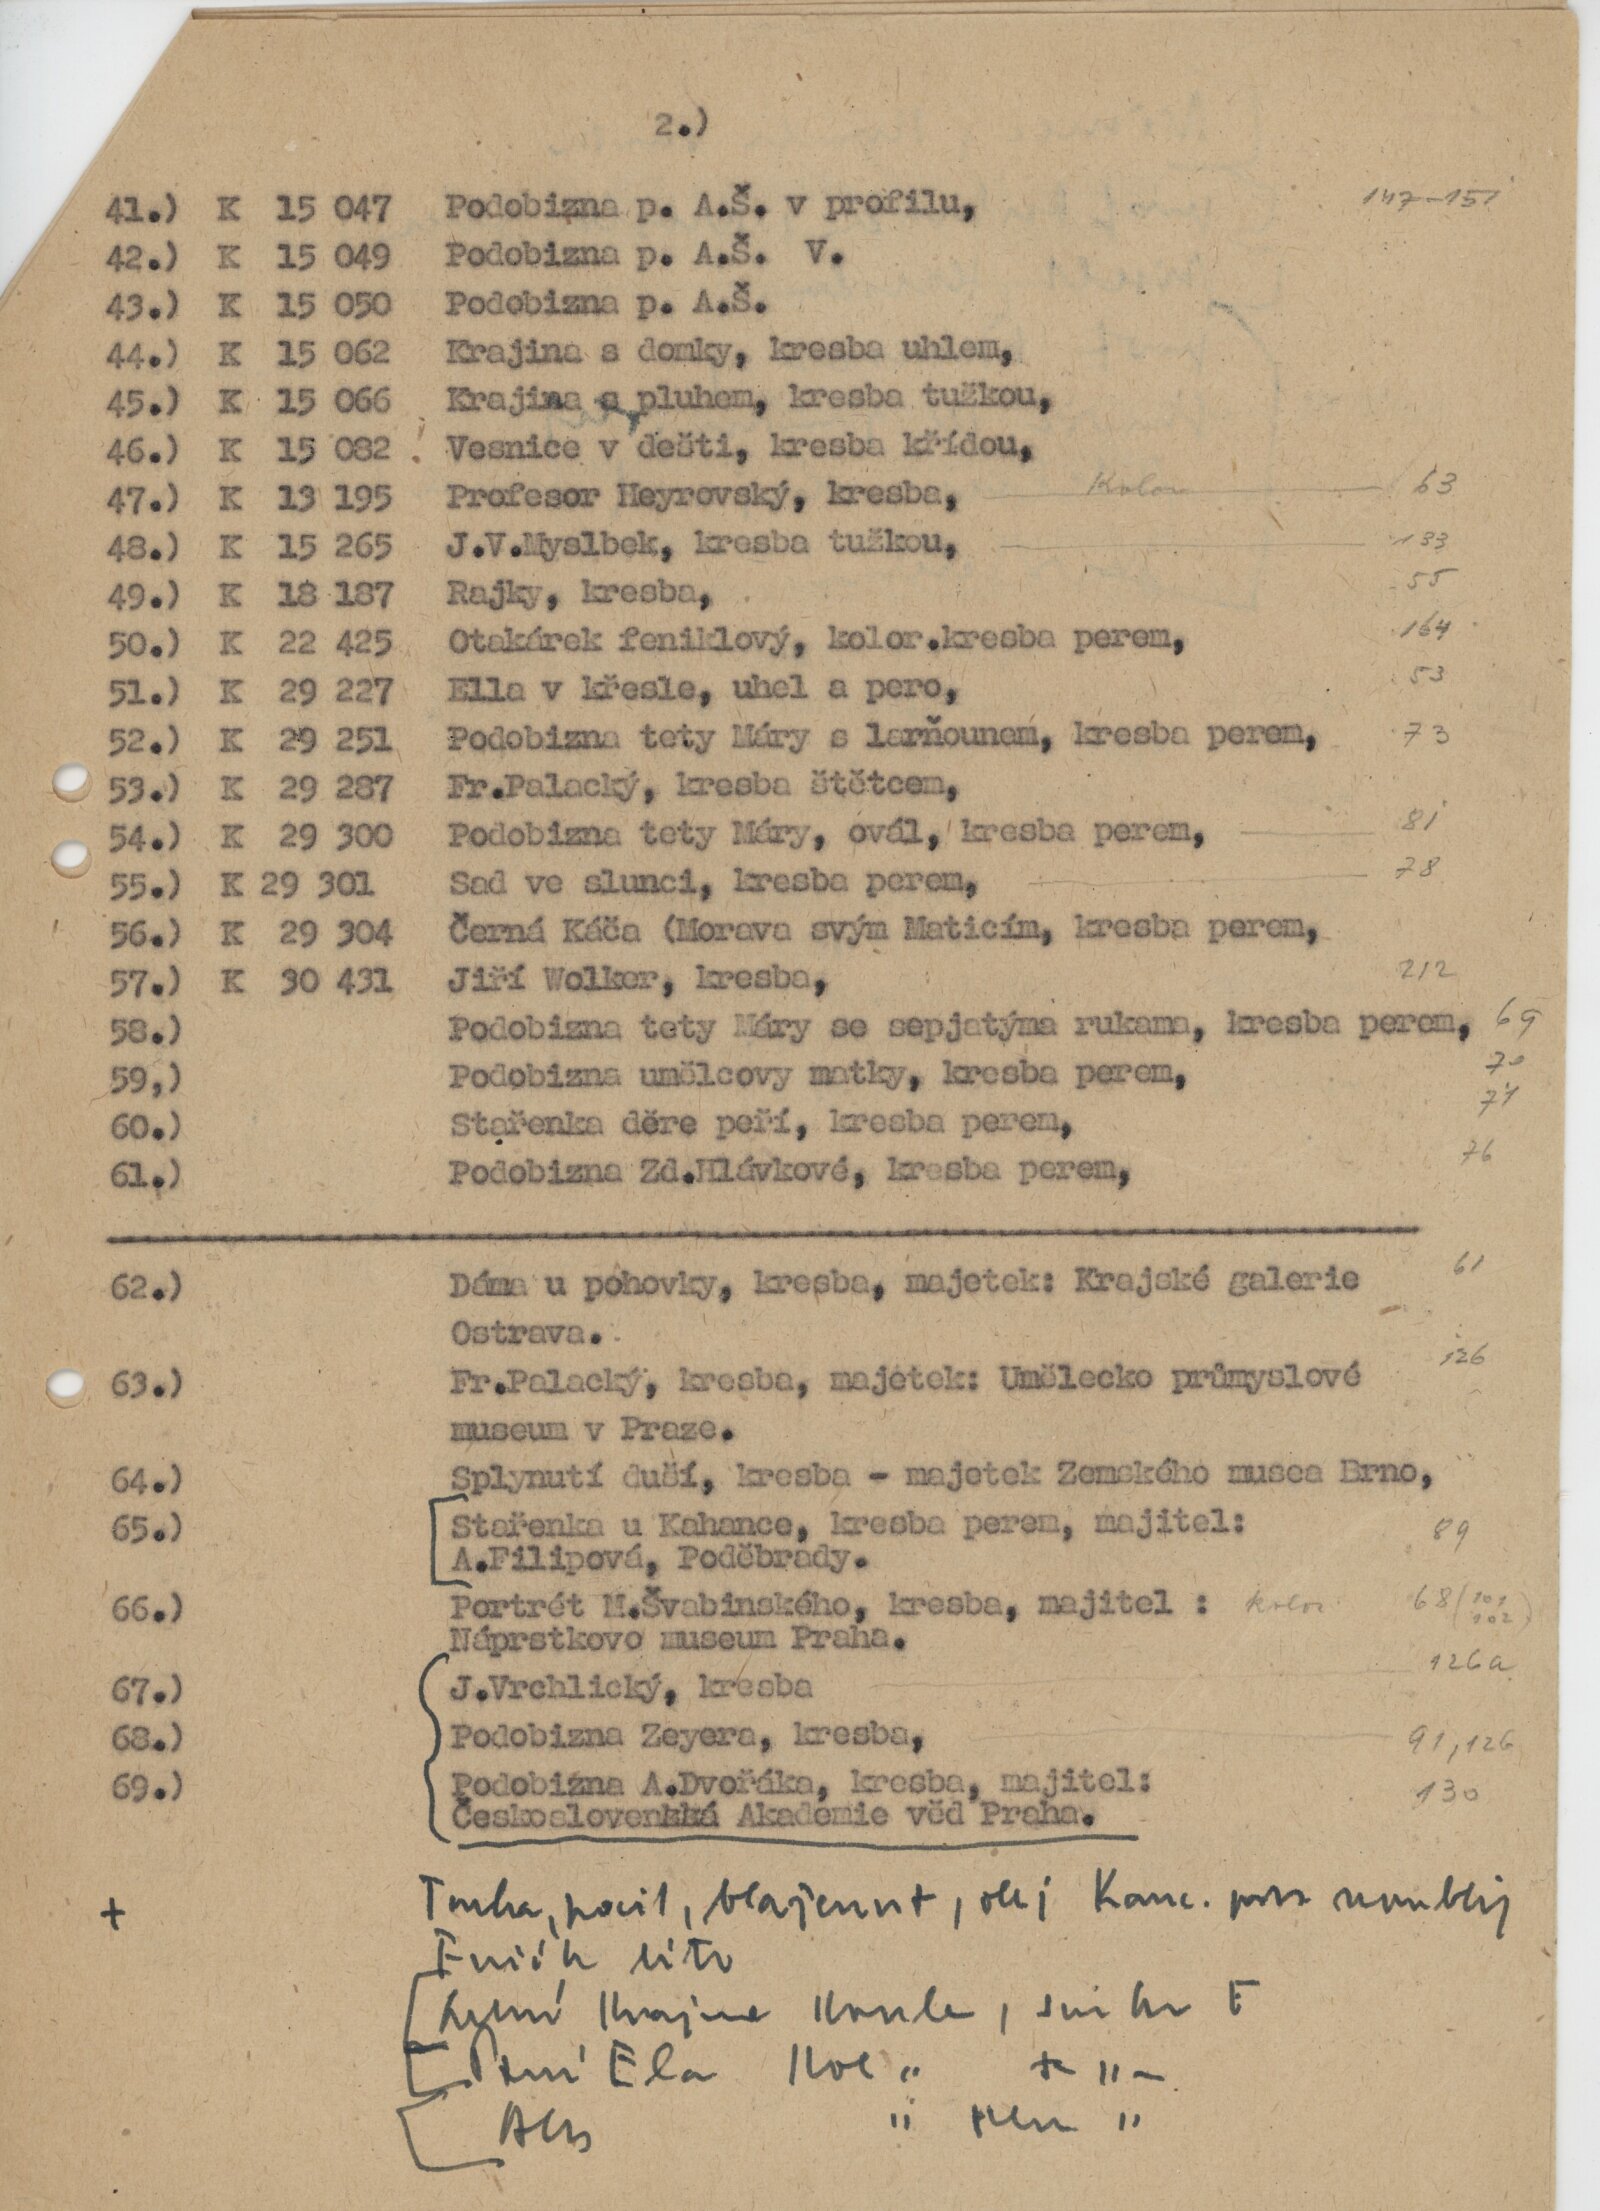 2.)
41.) K 15 047 Podobizna p. A.Š. v profilu, 147-151
42.) K 15 049 Podobizna p. A.Š. V.
43.) K 15 050 Podobizna p. A.Š.
44.) K 15 062 Krajina s domky, kresba uhlem,
45.) K 15 066 Krajina s pluhem, kresba tužkou,
46.) K 15 082 Vesnice v dešti, kresba křídou,
47.) K 13 195 Profesor Heyrovský, kresba, Kolor 63
48.) K 15 265 J.V.Myslbek, kresba tužkou, 133
49.) K 18 187 Rajky, kresba, 55
50.) K 22 425 Otakárek feniklový, kolor.kresba perem, 164
51.) K 29 227 Ella v křesle, uhel a pero, 53
52.) K 29 251 Podobizna tety Máry s larňounem, kresba perem, 73
53.) K 29 287 Fr.Palacký, kresba štětcem,
54.) K 29 300 Podobizna tety Máry, ovál, kresba perem, 81
55.) K 29 301 Sad ve slunci, kresba perem, 78
56.) K 29 304 Černá Káča (Morava svým Maticím, kresba perem,
57.) K 30 431 Jiří Wolker, kresba, 212
58.) Podobizna tety Máry se sepjatýma rukama, kresba perem, 69
59,) Podobizna umělcovy matky, kresba perem, 70
60.) Stařenka děre peří, kresba perem, 71
61.) Podobizna Zd.Hlávkové, kresba perem, 76
62.) Dáma u pohovky, kresba, majetek: Krajské galerie 61
Ostrava.
63.) Fr.Palacký, kresba, majetek: Umělecko průmyslové 126
museum v Praze.
64.) Splynutí duší, kresba - majetek Zemského musea Brno,
65.) Stařenka u Kahance, kresba perem, majitel: 89
A.Filipová, Poděbrady.
66.) Portrét M.Švabinského, kresba, majitel : kolor 68 (101 102)
Náprstkovo museum Praha.
67.) J.Vrchlický, kresba 126a
68.) Podobizna Zeyera, kresba, 91,126
69.) Podobizna A.Dvořáka, kresba, majitel: 130
Československá Akademie věd Praha.
+ olej Kanc.
Ela
"
" "